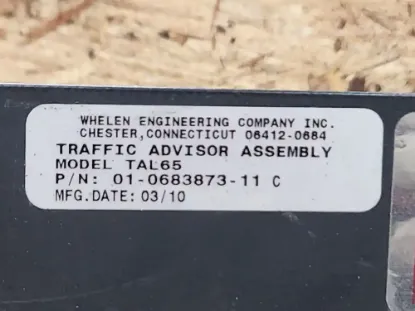 WHELEN ENGINEERING COMPANY INC.
CHESTER, CONNECTICUT 06412-0684
TRAFFIC ADVISOR ASSEMBLY
MODEL TAL65
P/N: 01-0683873-11 C
MFG.DATE: 03/10